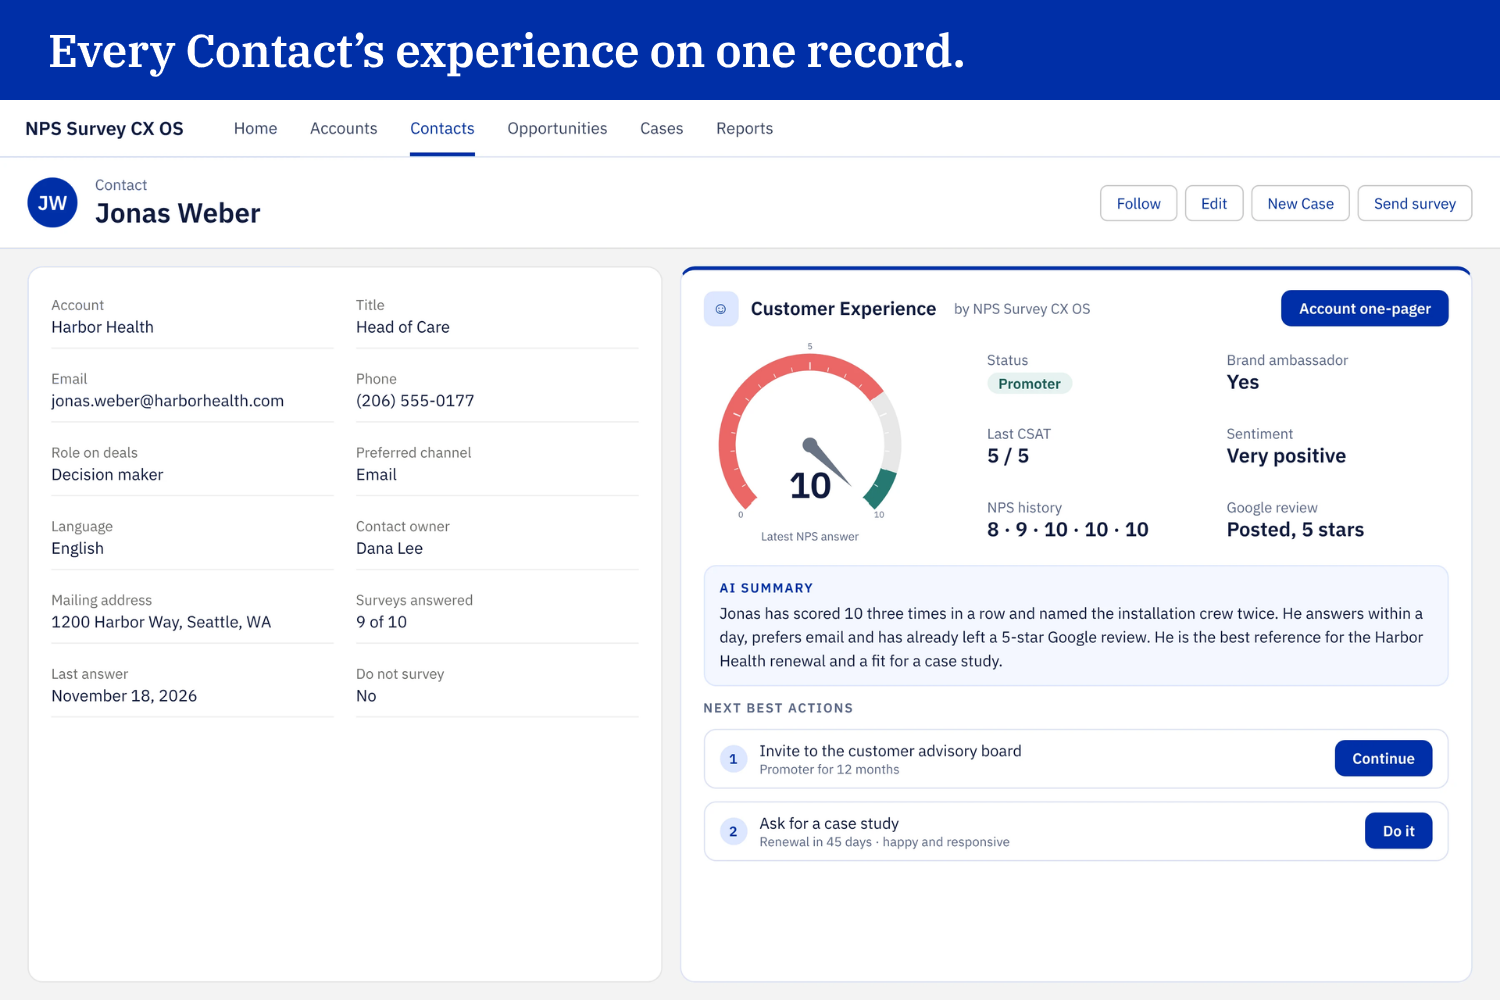 Every Contact's experience on one record.
NPS Survey CX OS
Home
Accounts
Contacts
Opportunities
Cases
Reports
JW
Contact
Jonas Weber
Follow
Edit
New Case
Send survey
Account
Harbor Health
Title
Head of Care
Email
jonas.weber@harborhealth.com
Phone
(206) 555-0177
Role on deals
Decision maker
Preferred channel
Email
Language
English
Contact owner
Dana Lee
Mailing address
1200 Harbor Way, Seattle, WA
Surveys answered
9 of 10
Last answer
November 18, 2026
Do not survey
No
Customer Experience
by NPS Survey CX OS
Account one-pager
5
10
0
10
Latest NPS answer
Status
Promoter
Brand ambassador
Yes
Last CSAT
5 / 5
Sentiment
Very positive
NPS history
8 · 9 · 10 · 10 · 10
Google review
Posted, 5 stars
AI SUMMARY
Jonas has scored 10 three times in a row and named the installation crew twice. He answers within a
day, prefers email and has already left a 5-star Google review. He is the best reference for the Harbor
Health renewal and a fit for a case study.
NEXT BEST ACTIONS
1
Invite to the customer advisory board
Promoter for 12 months
Continue
2
Ask for a case study
Renewal in 45 days · happy and responsive
Do it